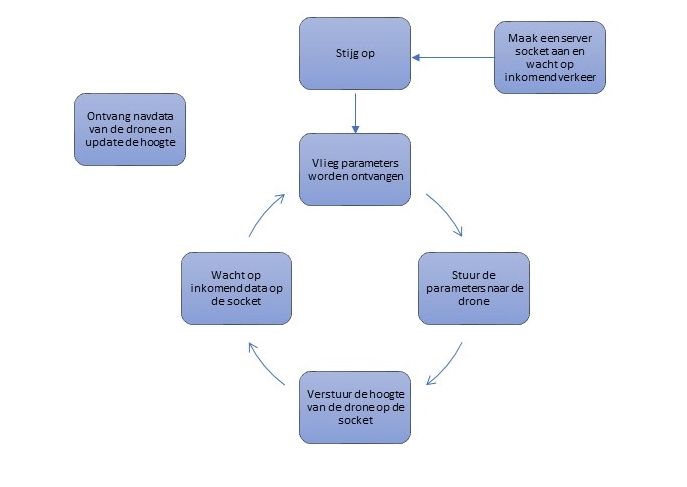 Stijg op
Maak een server
socket aan en
wacht op
inkomend verkeer
Ontvang navdata
van de drone en
update de hoogte
Vlieg parameters
worden ontvangen
Wacht op
inkomend data op
de socket
Stuur de
parameters naar de
drone
Verstuur de hoogte
van de drone op de
socket